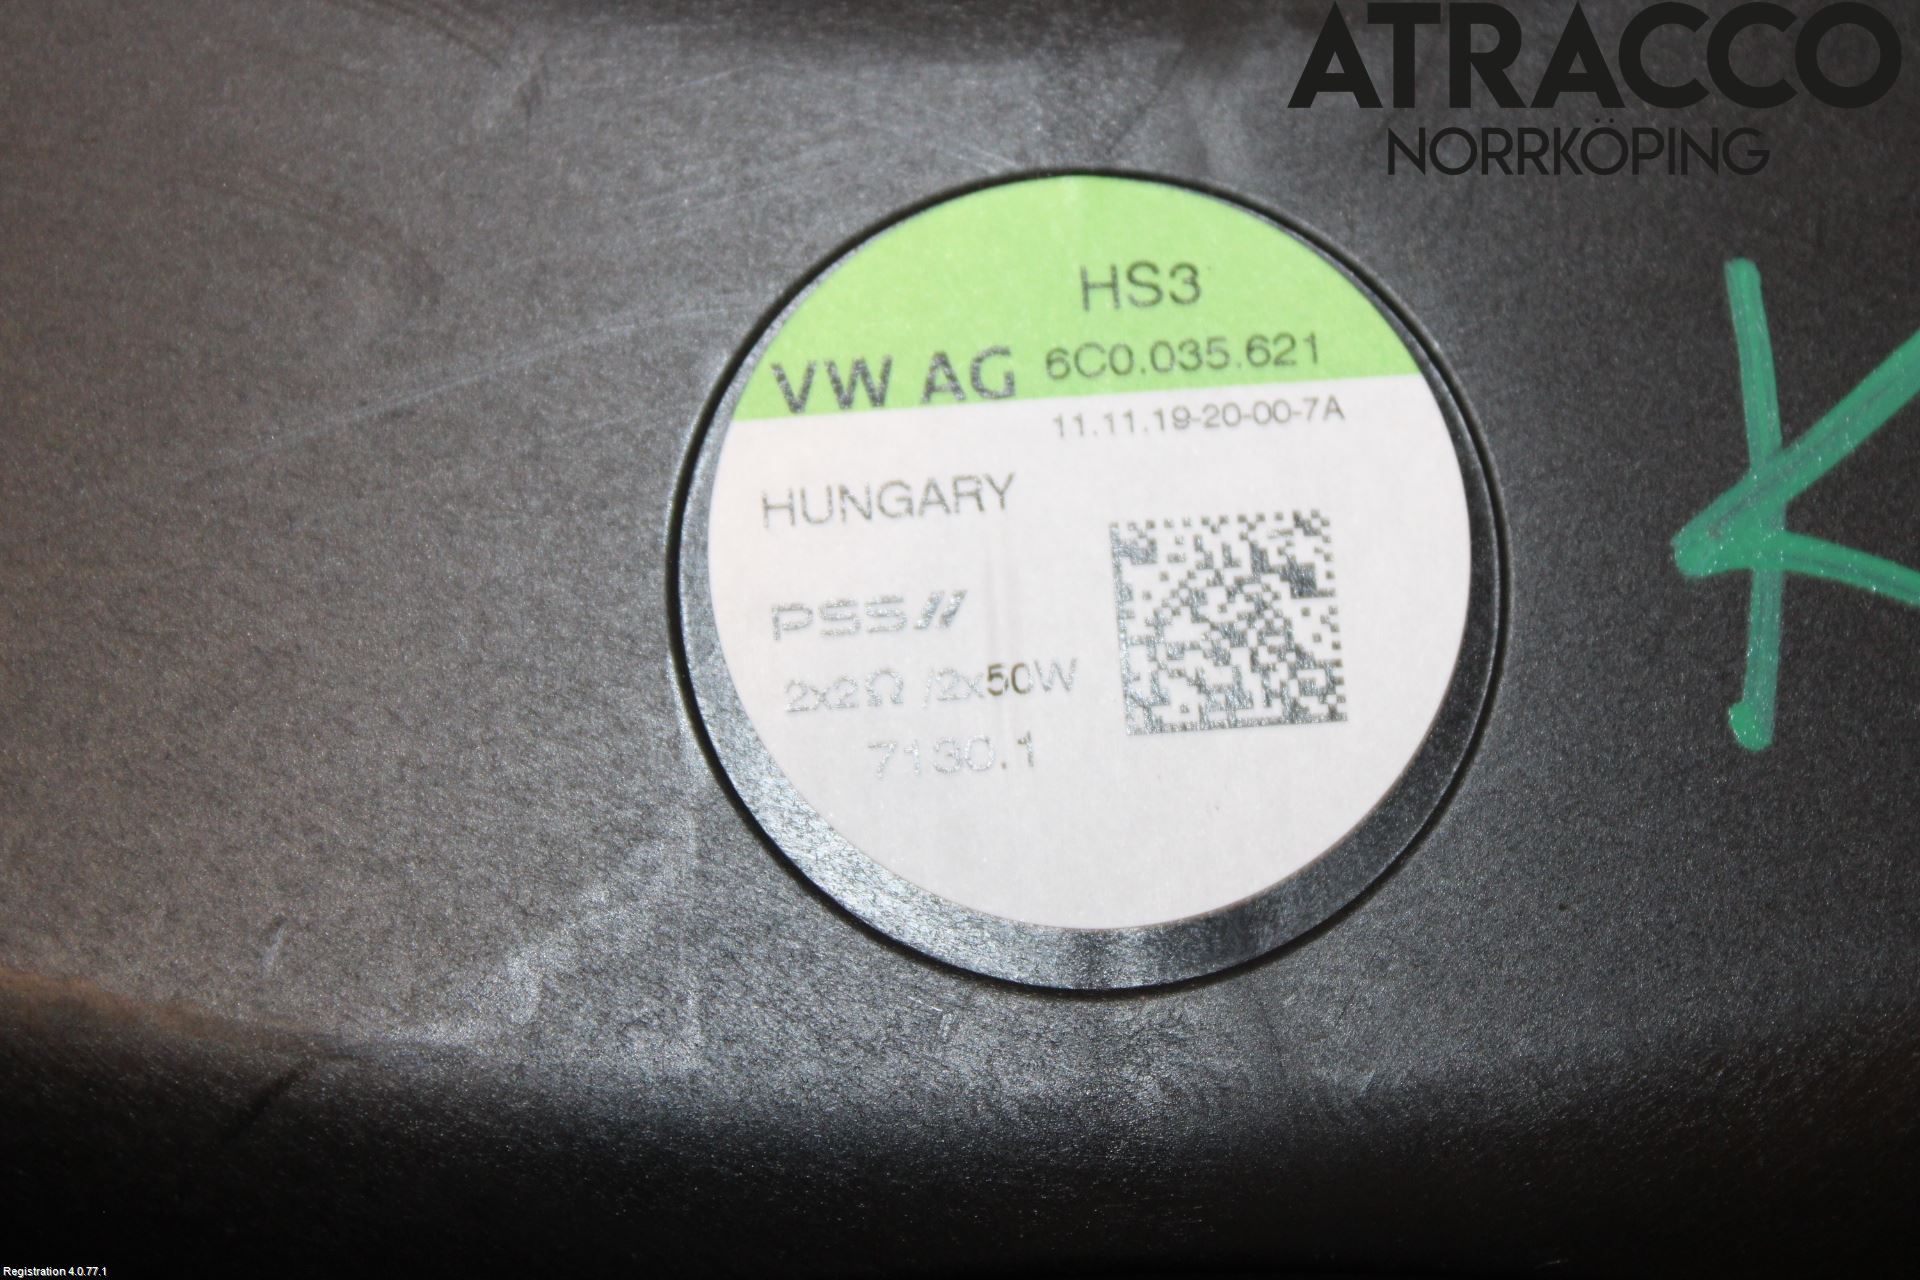 ATRACCO
NORRKÖPING
HS3
VW AG 6C0.035.621
11.11.19-20-00-7A
HUNGARY
PSS//
2x2Ω /2x50W
7130.1
K
Registration 4.0.77.1